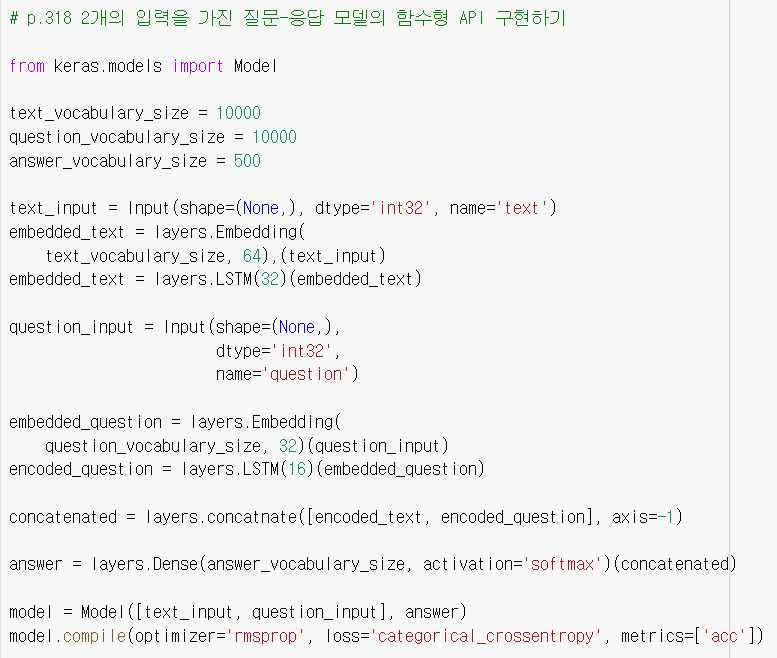 # p.318 2개의 입력을 가진 질문-응답 모델의 함수형 API 구현하기
from keras.models import Model
text_vocabulary_size = 10000
question_vocabulary_size = 10000
answer_vocabulary_size = 500
text_input = Input(shape=(None,), dtype='int32', name='text')
embedded_text = layers.Embedding(
text_vocabulary_size, 64),(text_input)
embedded_text = layers.LSTM(32)(embedded_text)
question_input = Input(shape=(None,),
dtype='int32',
name='question')
embedded_question = layers.Embedding(
question_vocabulary_size, 32)(question_input)
encoded_question = layers.LSTM(16)(embedded_question)
concatenated = layers.concatnate([encoded_text, encoded_question], axis=-1)
answer = layers.Dense(answer_vocabulary_size, activation='softmax')(concatenated)
model = Model([text_input, question_input], answer)
model.compile(optimizer='rmsprop', loss='categorical_crossentropy', metrics=['acc'])